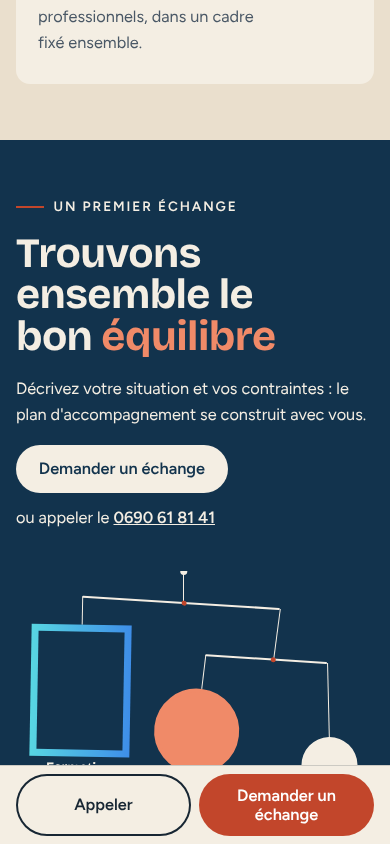 professionnels, dans un cadre
fixé ensemble.
UN PREMIER ÉCHANGE
Trouvons
ensemble le
bon équilibre
Décrivez votre situation et vos contraintes : le
plan d'accompagnement se construit avec vous.
Demander un échange
ou appeler le 0690 61 81 41
Appeler
Demander un
échange